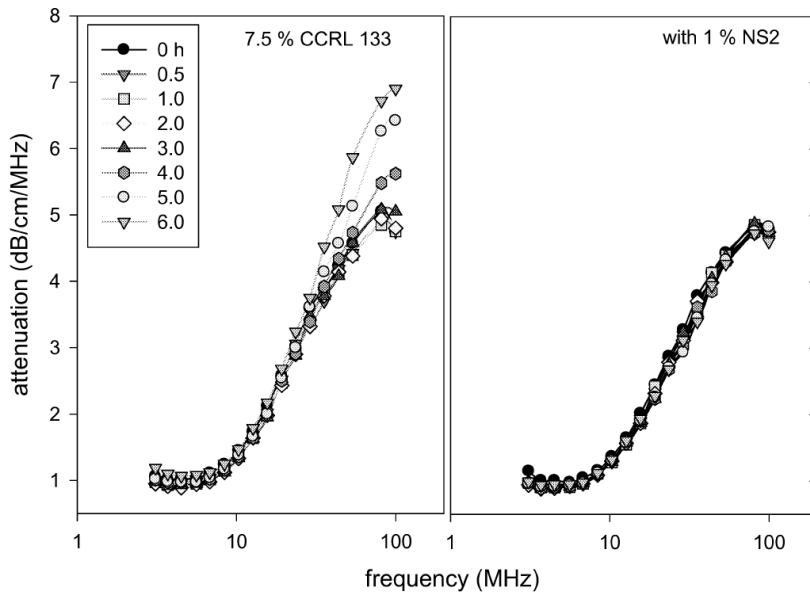 8
7
6
5
4
3
2
1
attenuation (dB/cm/MHz)
7.5 % CCRL 133
0 h
0.5
1.0
2.0
3.0
4.0
5.0
6.0
with 1 % NS2
1 10 100 1 10 100
frequency (MHz)